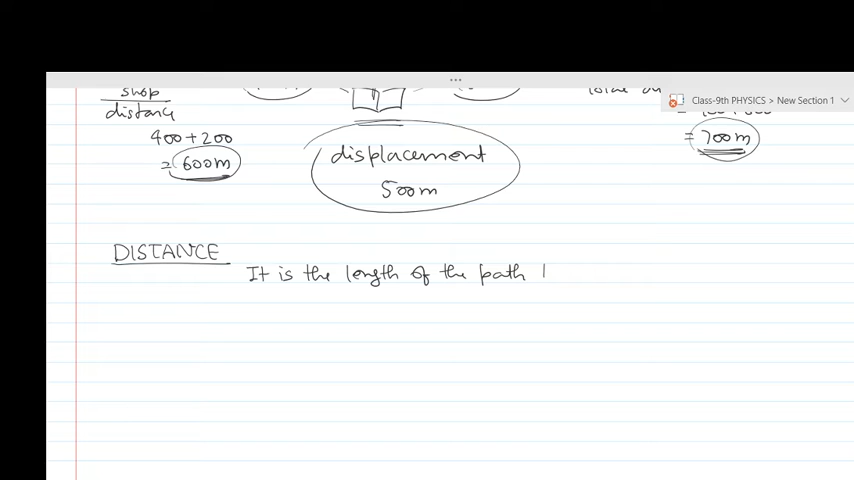 shop
distance
400+200
= 600m
displacement
500m
Class-9th PHYSICS > New Section 1
= 700m
DISTANCE
It is the length of the path